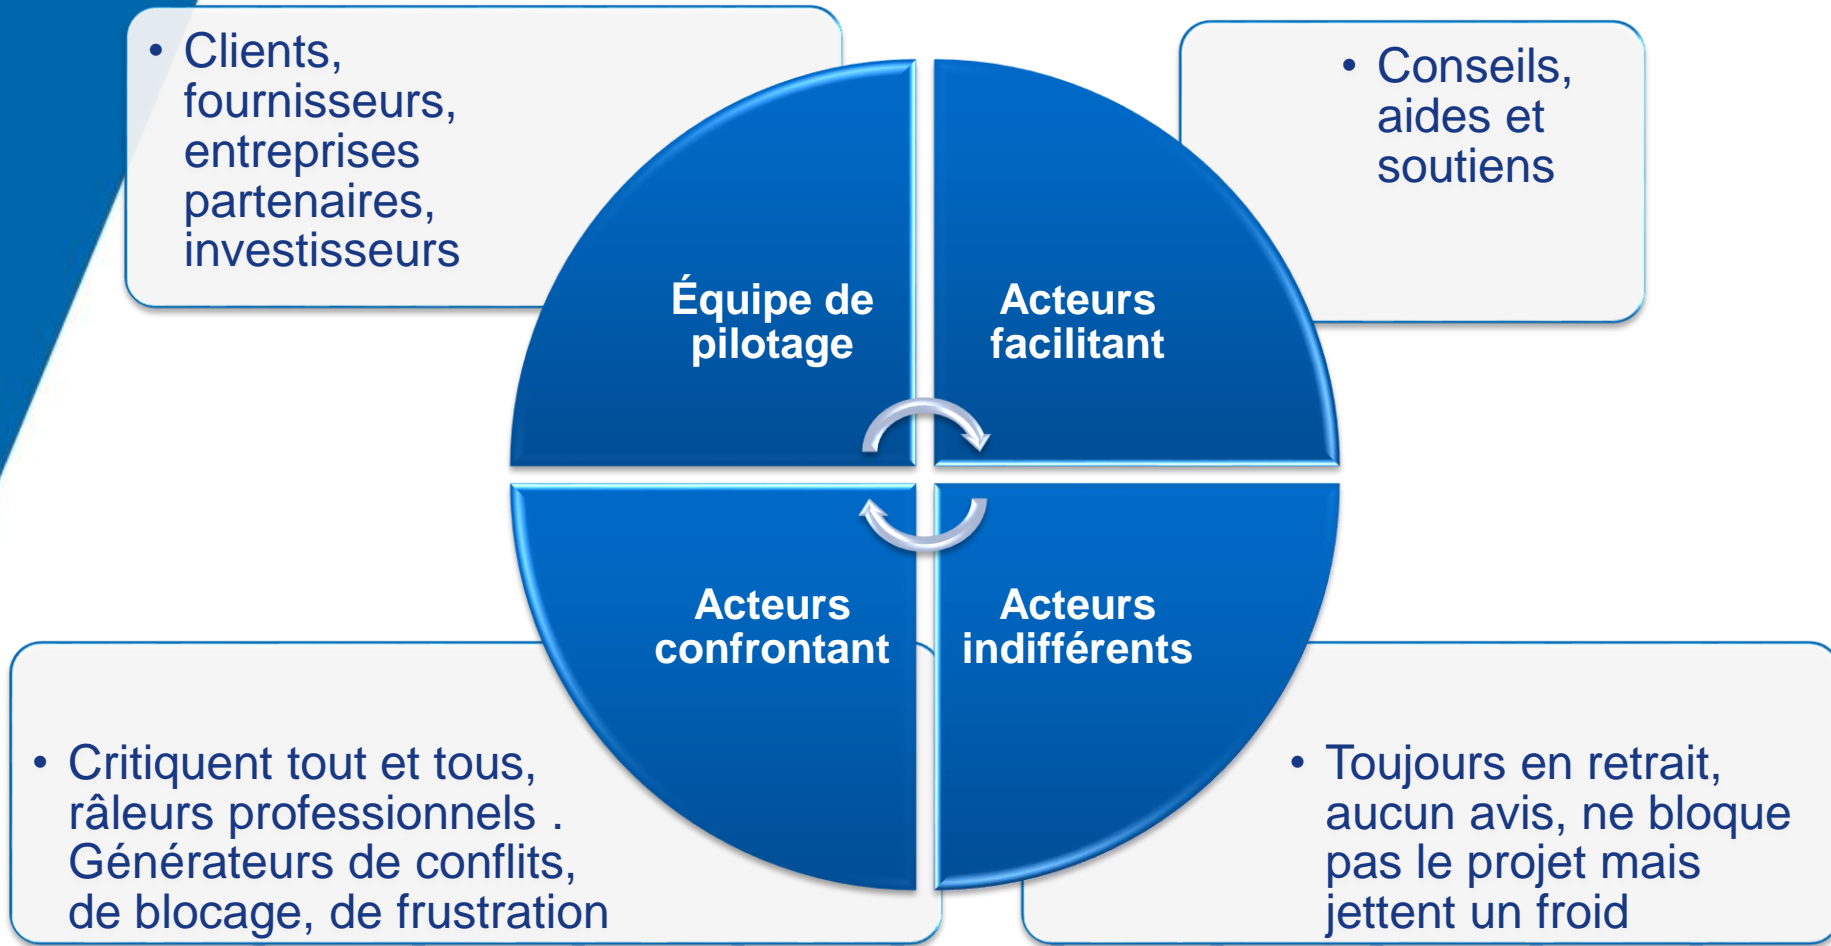 • Clients,
fournisseurs,
entreprises
partenaires,
investisseurs
• Conseils,
aides et
soutiens
Équipe de
pilotage
Acteurs
facilitant
Acteurs
confrontant
Acteurs
indifférents
• Critiquent tout et tous,
râleurs professionnels .
Générateurs de conflits,
de blocage, de frustration
• Toujours en retrait,
aucun avis, ne bloque
pas le projet mais
jettent un froid